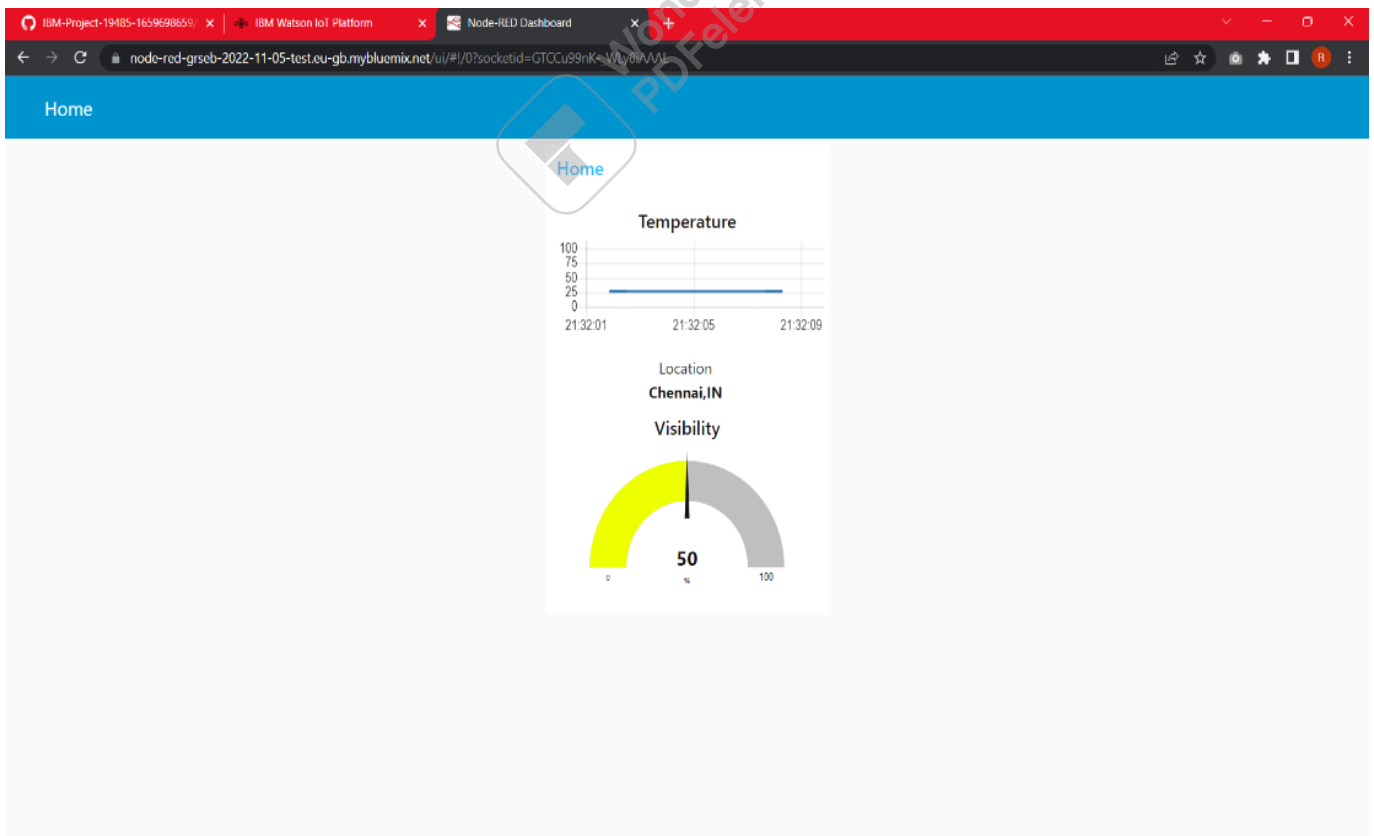 IBM-Project-19485-1659698659/
IBM Watson IoT Platform
Node-RED Dashboard
node-red-grseb-2022-11-05-test.eu-gb.mybluemix.net/ui/#!/0?socketid=
R
Home
Home
Temperature
100
75
50
25
0
21:32:01 21:32:05 21:32:09
Location
Chennai,IN
Visibility
50
0 % 100
PDFelement